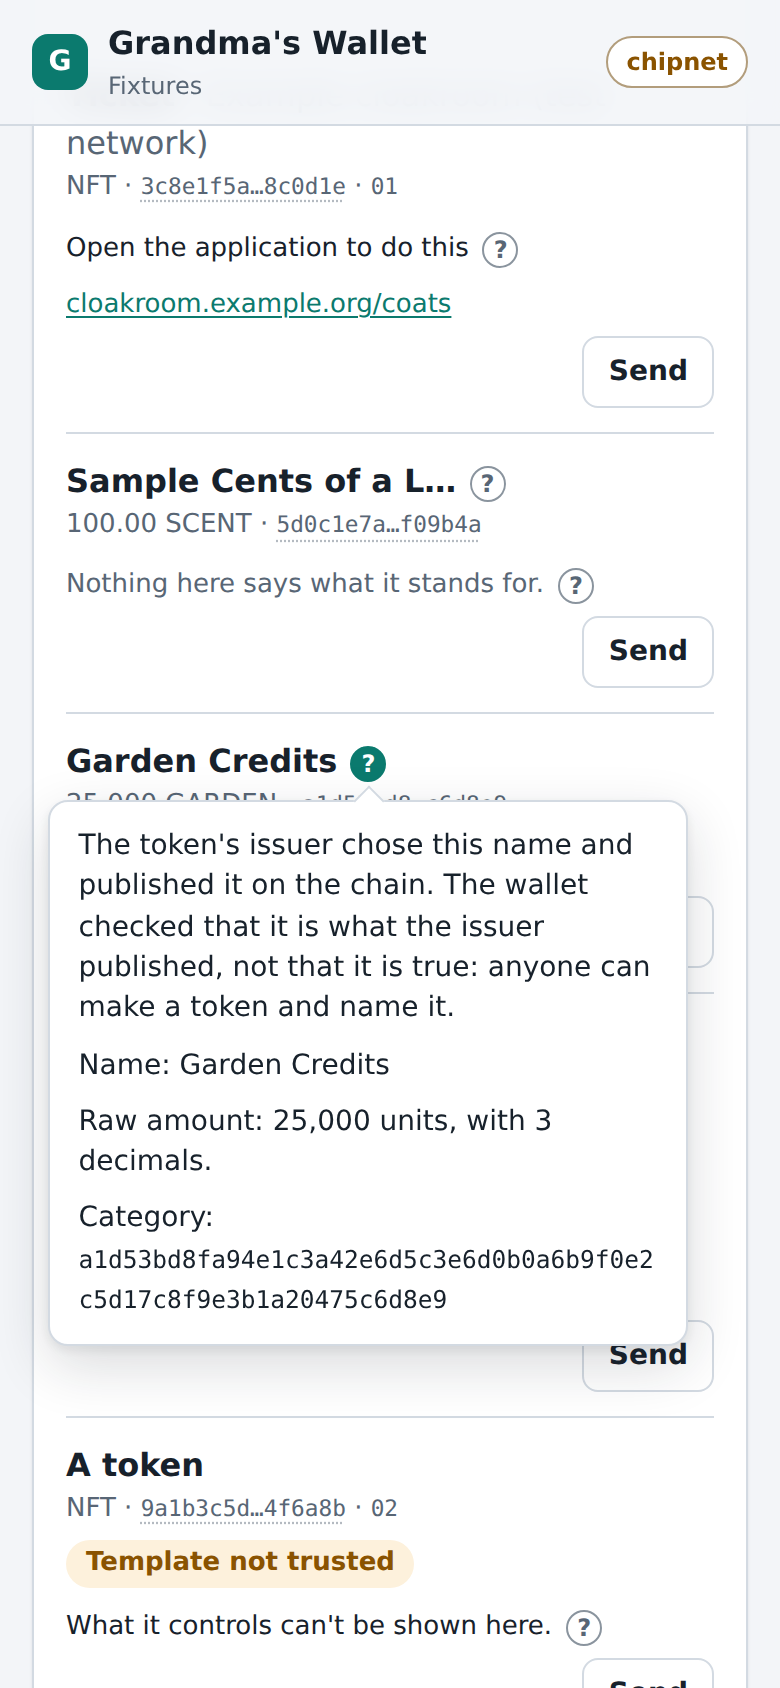 G
Grandma's Wallet
Fixtures
chipnet
network)
NFT · 3c8e1f5a…8c0d1e · 01
Open the application to do this ?
cloakroom.example.org/coats
Send
Sample Cents of a L… ?
100.00 SCENT · 5d0c1e7a…f09b4a
Nothing here says what it stands for. ?
Send
Garden Credits ?
The token's issuer chose this name and
published it on the chain. The wallet
checked that it is what the issuer
published, not that it is true: anyone can
make a token and name it.
Name: Garden Credits
Raw amount: 25,000 units, with 3
decimals.
Category:
a1d53bd8fa94e1c3a42e6d5c3e6d0b0a6b9f0e2
c5d17c8f9e3b1a20475c6d8e9
Send
A token
NFT · 9a1b3c5d…4f6a8b · 02
Template not trusted
What it controls can't be shown here. ?
Send